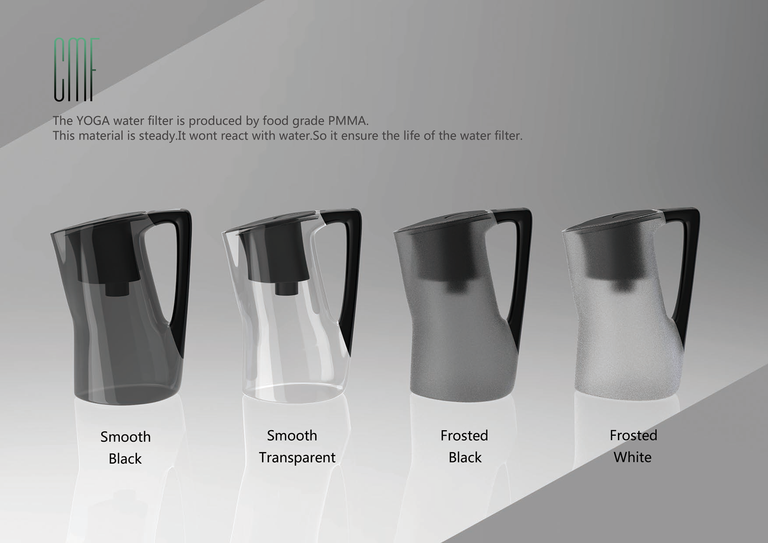 CMF
The YOGA water filter is produced by food grade PMMA.
This material is steady.It wont react with water.So it ensure the life of the water filter.
Smooth
Black
Smooth
Transparent
Frosted
Black
Frosted
White